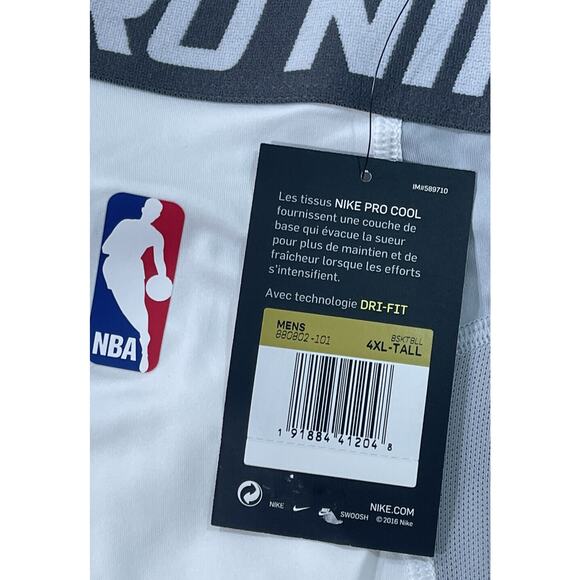 RO NI
NBA
IM#589710
Les tissus NIKE PRO COOL
fournissent une couche de
base qui évacue la sueur
pour plus de maintien et de
fraîcheur lorsque les efforts
s'intensifient.
Avec technologie DRI-FIT
MENS
880802-101
BSKTBLL
4XL-TALL
1 91884 41204 8
NIKE
SWOOSH
NIKE.COM
© 2016 Nike